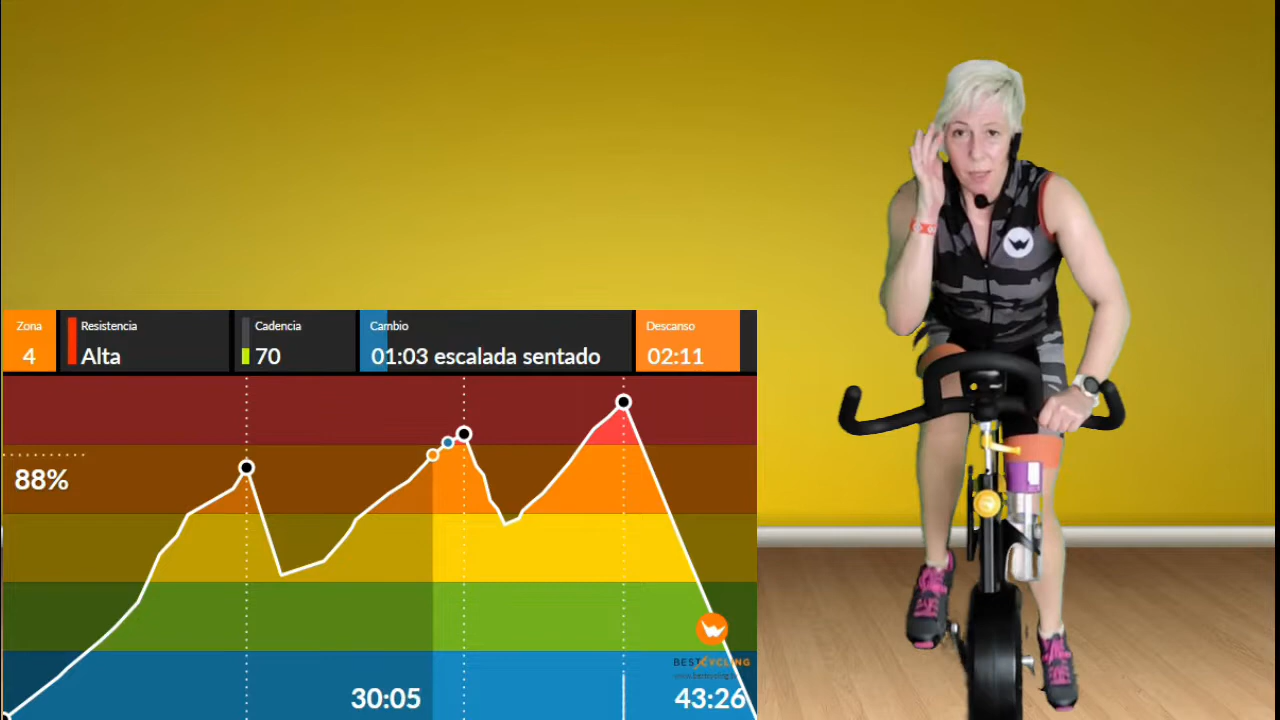 Zona
4
Resistencia
Alta
Cadencia
70
Cambio
01:03 escalada sentado
Descanso
02:11
88%
BESTCYCLING
30:05
43:26